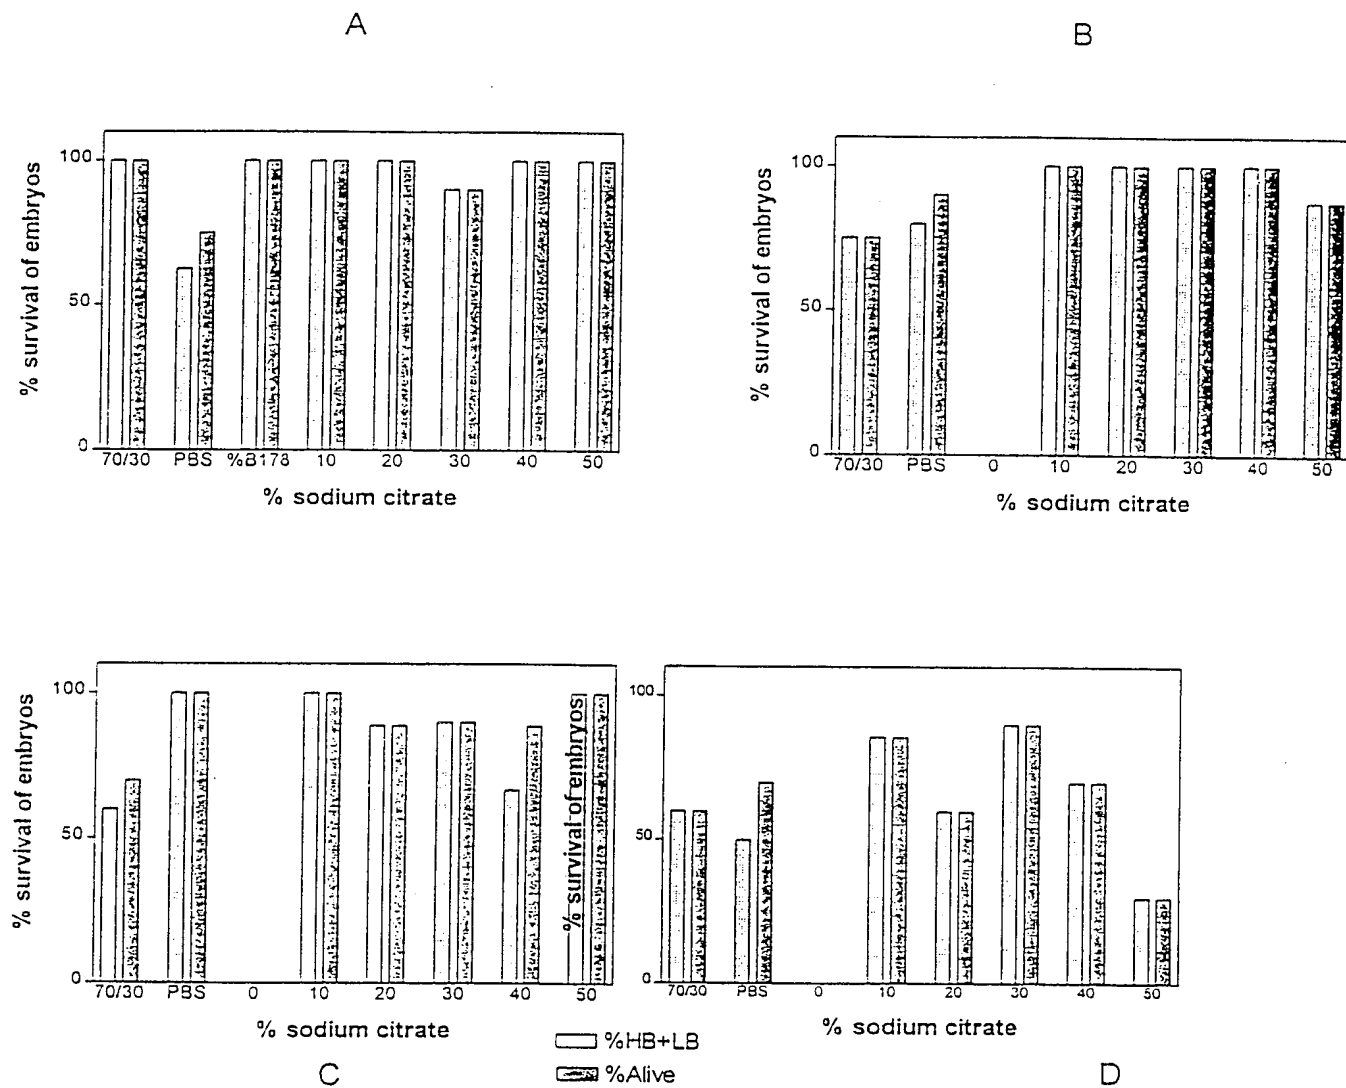 A
B
% survival of embryos
100
50
0
70/30 PBS %B178 10 20 30 40 50
% sodium citrate
% survival of embryos
100
50
0
70/30 PBS 0 10 20 30 40 50
% sodium citrate
% survival of embryos
100
50
0
70/30 PBS 0 10 20 30 40 50
% sodium citrate
% survival of embryos
100
50
0
70/30 PBS 0 10 20 30 40 50
% sodium citrate
%HB+LB
%Alive
C
D